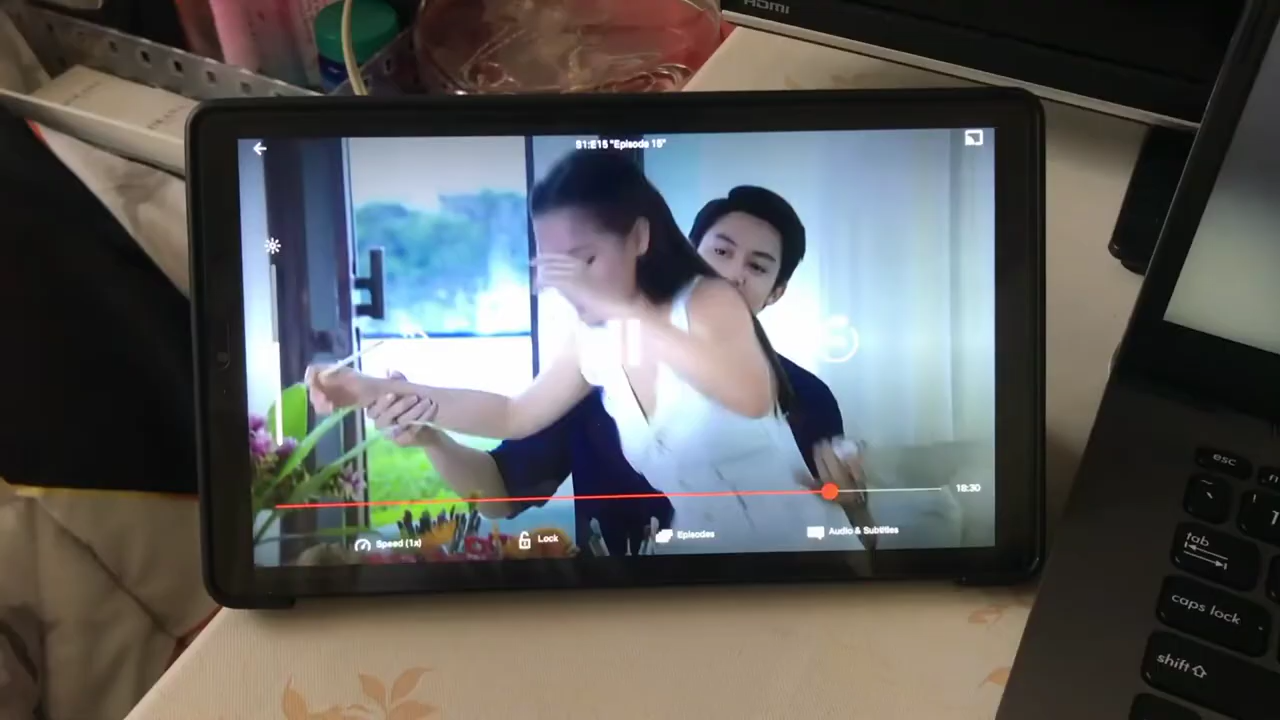 HDMI
S1:E15 "Episode 15"
18:30
Speed (1x)
Lock
Episodes
Audio & Subtitles
esc
tab
caps lock
shift